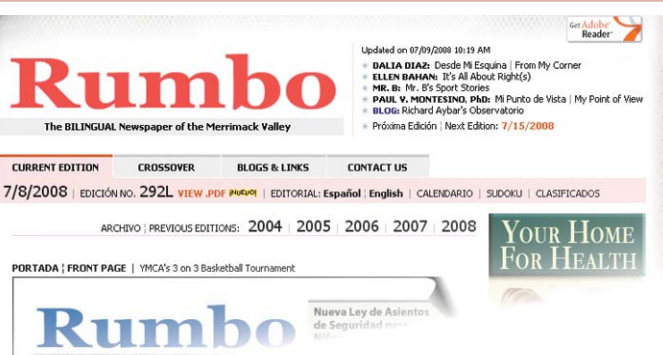 Get Adobe
Reader
Rumbo
The BILINGUAL Newspaper of the Merrimack Valley
Updated on 07/09/2008 10:19 AM
DALIA DIAZ: Desde Mi Esquina | From My Corner
ELLEN BAHAN: It's All About Right(s)
MR. B: Mr. B's Sport Stories
PAUL V. MONTESINO, PhD: Mi Punto de Vista | My Point of View
BLOG: Richard Aybar's Observatorio
Próxima Edición | Next Edition: 7/15/2008
CURRENT EDITION CROSSOVER BLOGS & LINKS CONTACT US
7/8/2008 | EDICIÓN NO. 292L VIEW .PDF ¡NUEVO! | EDITORIAL: Español | English | CALENDARIO | SUDOKU | CLASIFICADOS
ARCHIVO | PREVIOUS EDITIONS: 2004 | 2005 | 2006 | 2007 | 2008
YOUR HOME
FOR HEALTH
PORTADA | FRONT PAGE | YMCA's 3 on 3 Basketball Tournament
Rumbo
Nueva Ley de Asientos
de Seguridad para